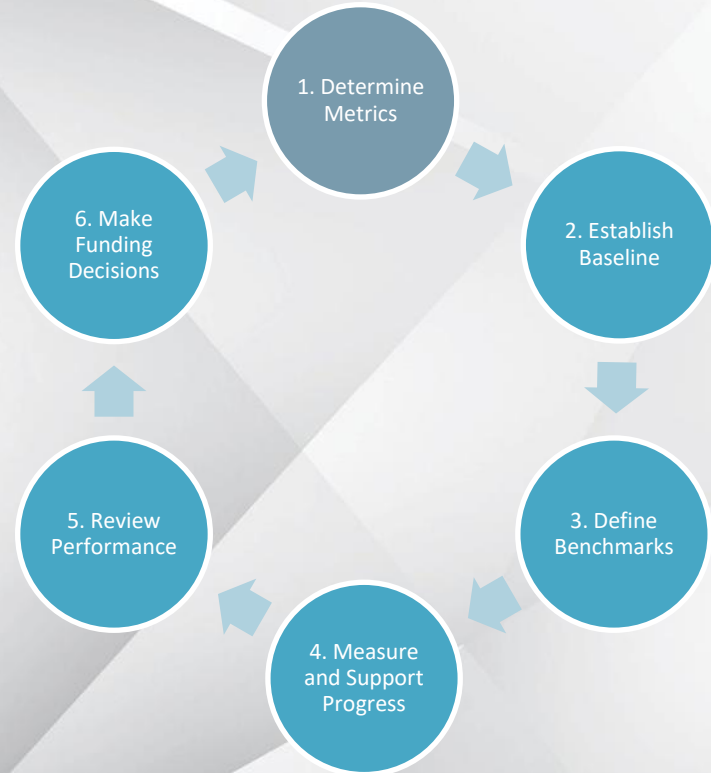 1. Determine
Metrics
2. Establish
Baseline
3. Define
Benchmarks
4. Measure
and Support
Progress
5. Review
Performance
6. Make
Funding
Decisions